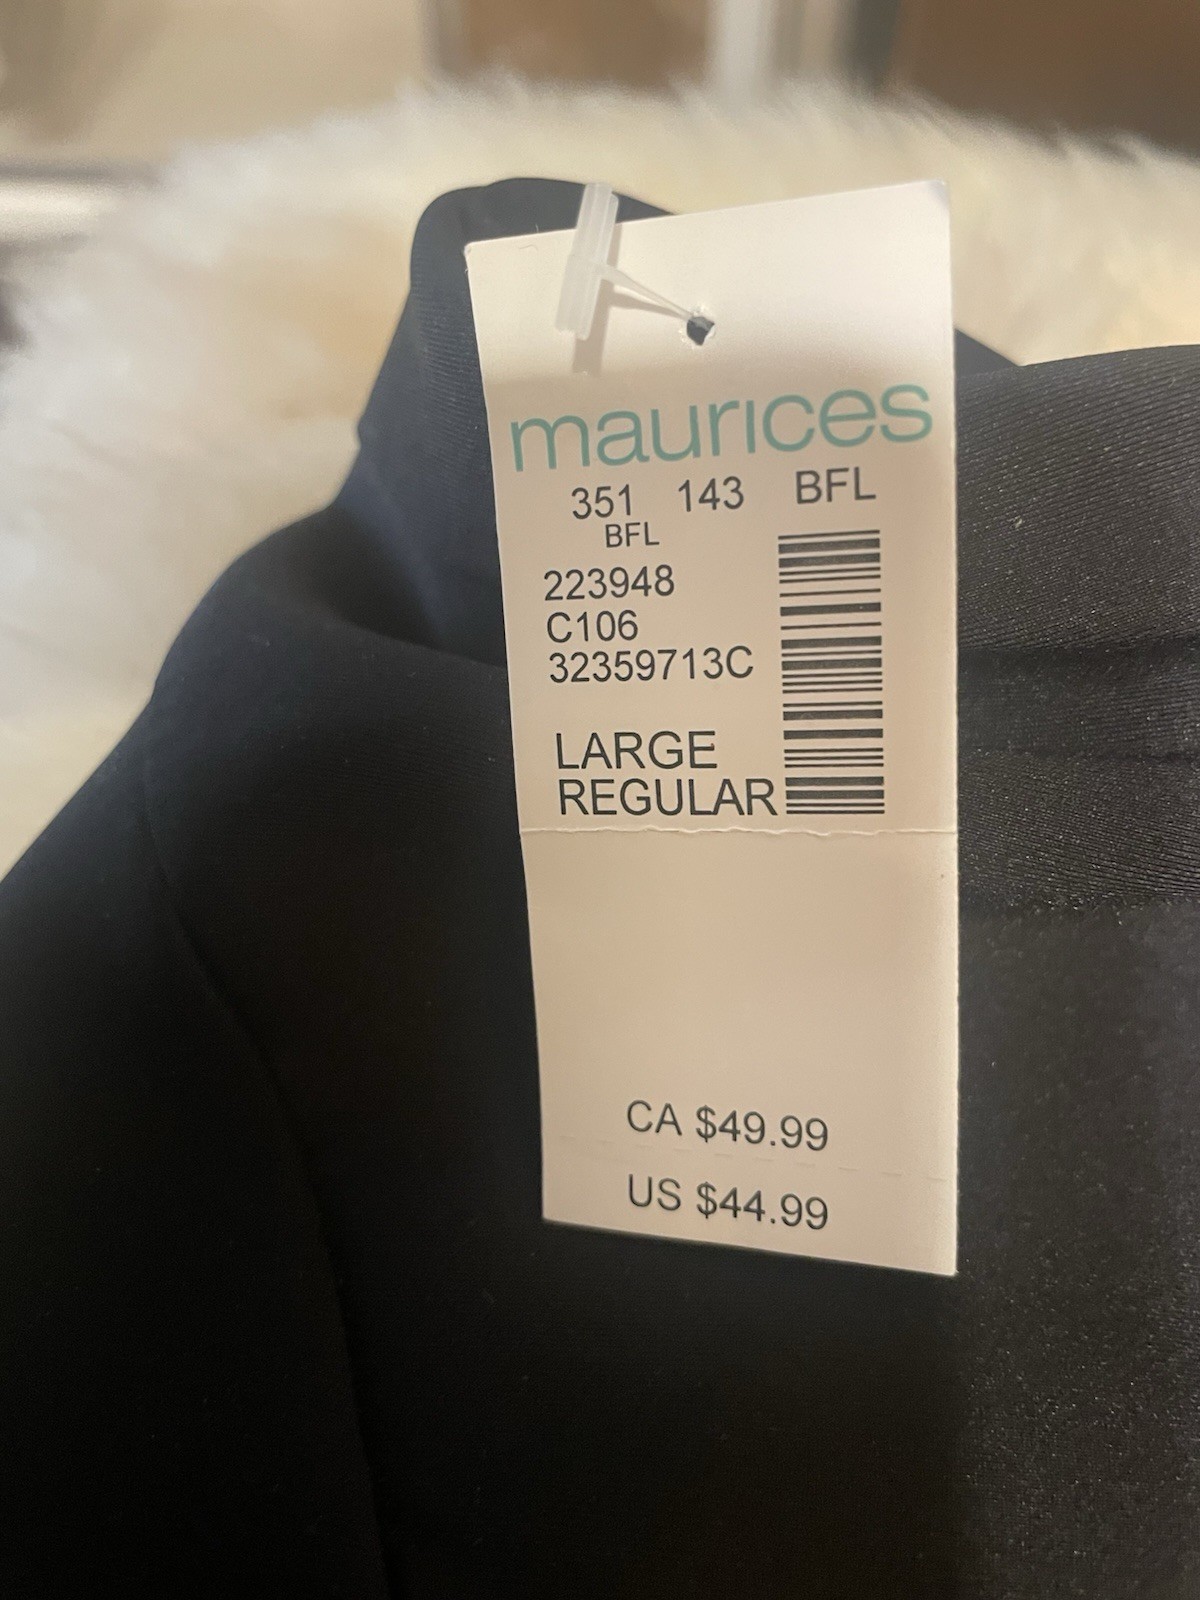 maurices
351 143 BFL
BFL
223948
C106
32359713C
LARGE
REGULAR
CA $49.99
US $44.99